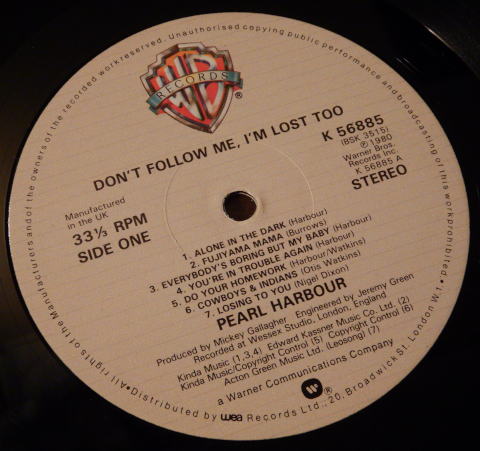 WB
RECORDS
®
DON'T FOLLOW ME, I'M LOST TOO
Manufactured
in the UK
33⅓ RPM
SIDE ONE
K 56885
(BSK 3515)
℗ 1980
Warner Bros.
Records Inc.
K 56885 A
STEREO
1. ALONE IN THE DARK (Harbour)
2. FUJIYAMA MAMA (Burrows)
3. EVERYBODY'S BORING BUT MY BABY (Harbour)
4. YOU'RE IN TROUBLE AGAIN (Harbour)
5. DO YOUR HOMEWORK (Harbour/Watkins)
6. COWBOYS & INDIANS (Otis Watkins)
7. LOSING TO YOU (Nigel Dixon)
PEARL HARBOUR
Produced by Mickey Gallagher Engineered by Jeremy Green
Recorded at Wessex Studio, London, England
Kinda Music (1,3,4) Edward Kassner Music Co. Ltd. (2)
Kinda Music/Copyright Control (5) Copyright Control (6)
Acton Green Music Ltd. (Leosong) (7)
a Warner Communications Company
W ®
All rights of the Manufacturers and of the owners of the recorded work reserved. Unauthorised copying public performance and broadcasting of this work prohibited.
Distributed by wea Records Ltd., 20, Broadwick St. London W.1.